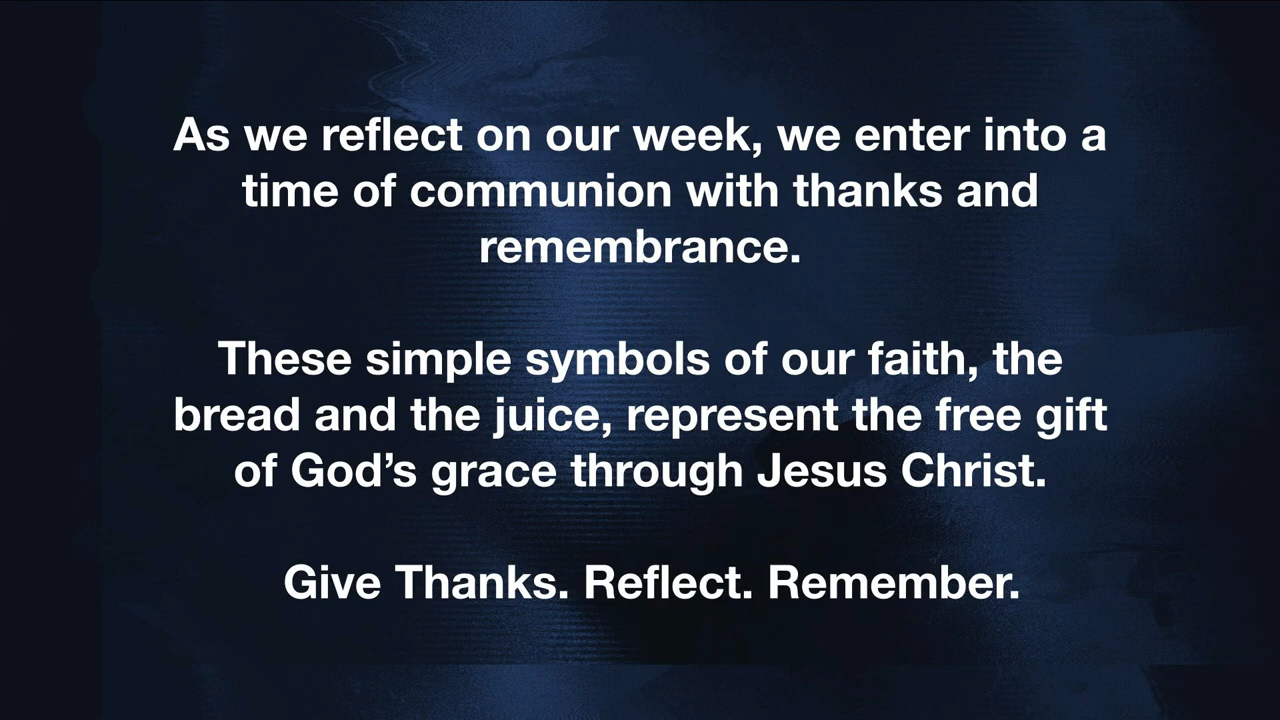 As we reflect on our week, we enter into a
time of communion with thanks and
remembrance.
These simple symbols of our faith, the
bread and the juice, represent the free gift
of God’s grace through Jesus Christ.
Give Thanks. Reflect. Remember.